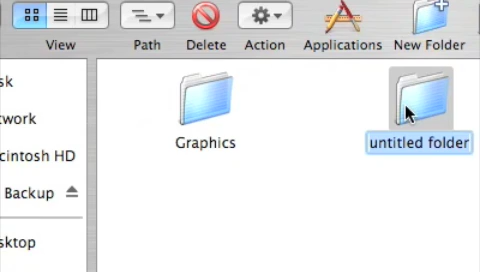 View
Path
Delete
Action
Applications
New Folder
sk
twork
cintosh HD
Backup
sktop
Graphics
untitled folder